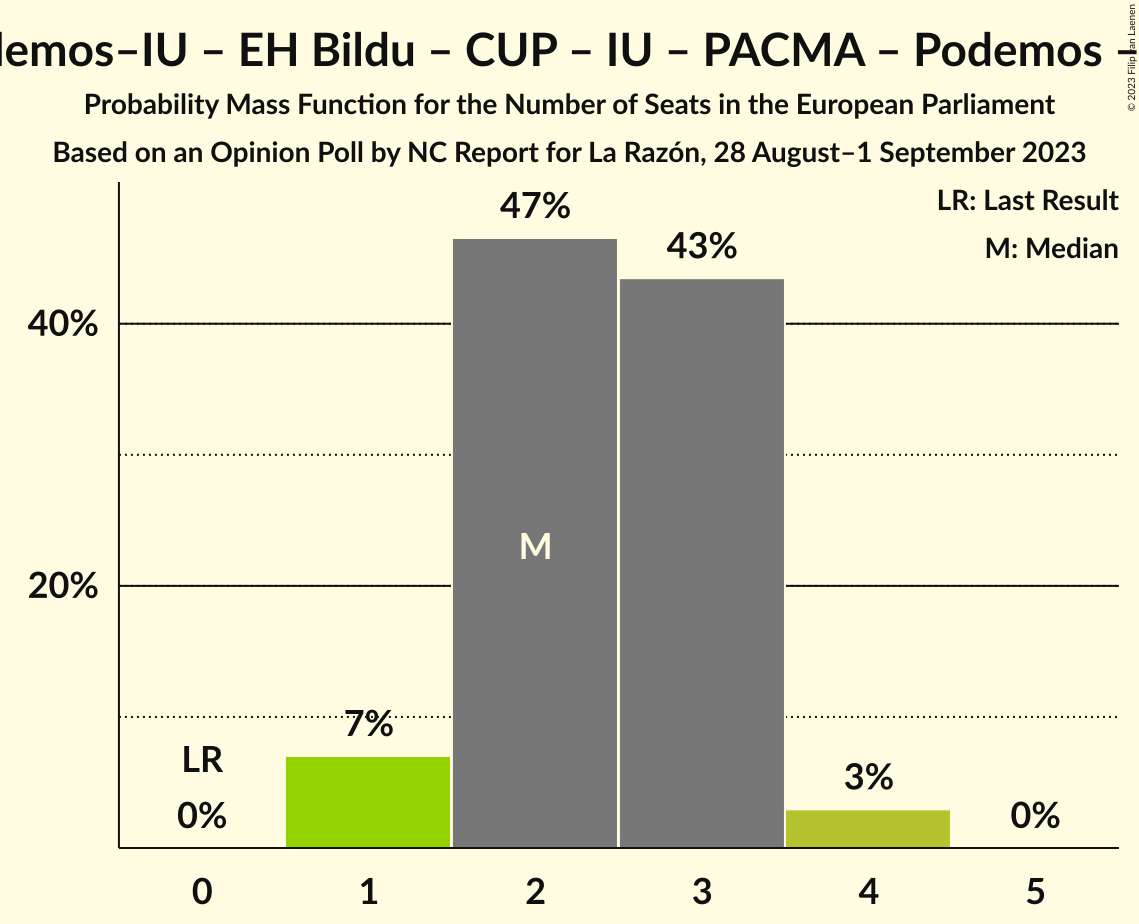 demos–IU – EH Bildu – CUP – IU – PACMA – Podemos –
© 2023 Filip van Laenen
Probability Mass Function for the Number of Seats in the European Parliament
Based on an Opinion Poll by NC Report for La Razón, 28 August–1 September 2023
LR: Last Result
M: Median
47%
43%
40%
M
20%
7%
LR
3%
0%
0%
0 1 2 3 4 5